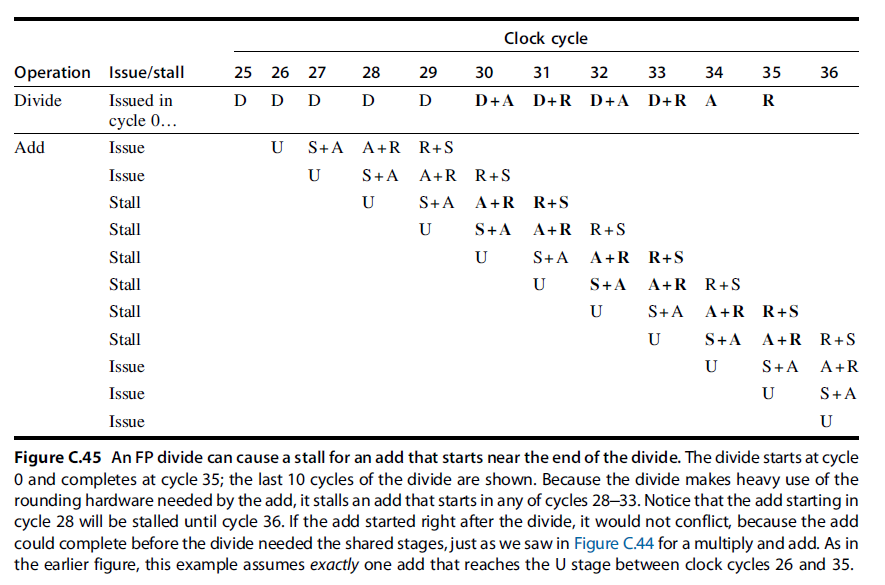 Clock cycle
Operation Issue/stall 25 26 27 28 29 30 31 32 33 34 35 36
Divide Issued in cycle 0… D D D D D D+A D+R D+A D+R A R
Add Issue U S+A A+R R+S
Issue U S+A A+R R+S
Stall U S+A A+R R+S
Stall U S+A A+R R+S
Stall U S+A A+R R+S
Stall U S+A A+R R+S
Stall U S+A A+R R+S
Stall U S+A A+R R+S
Issue U S+A A+R
Issue U S+A
Issue U
Figure C.45 An FP divide can cause a stall for an add that starts near the end of the divide. The divide starts at cycle
0 and completes at cycle 35; the last 10 cycles of the divide are shown. Because the divide makes heavy use of the
rounding hardware needed by the add, it stalls an add that starts in any of cycles 28–33. Notice that the add starting in
cycle 28 will be stalled until cycle 36. If the add started right after the divide, it would not conflict, because the add
could complete before the divide needed the shared stages, just as we saw in Figure C.44 for a multiply and add. As in
the earlier figure, this example assumes exactly one add that reaches the U stage between clock cycles 26 and 35.